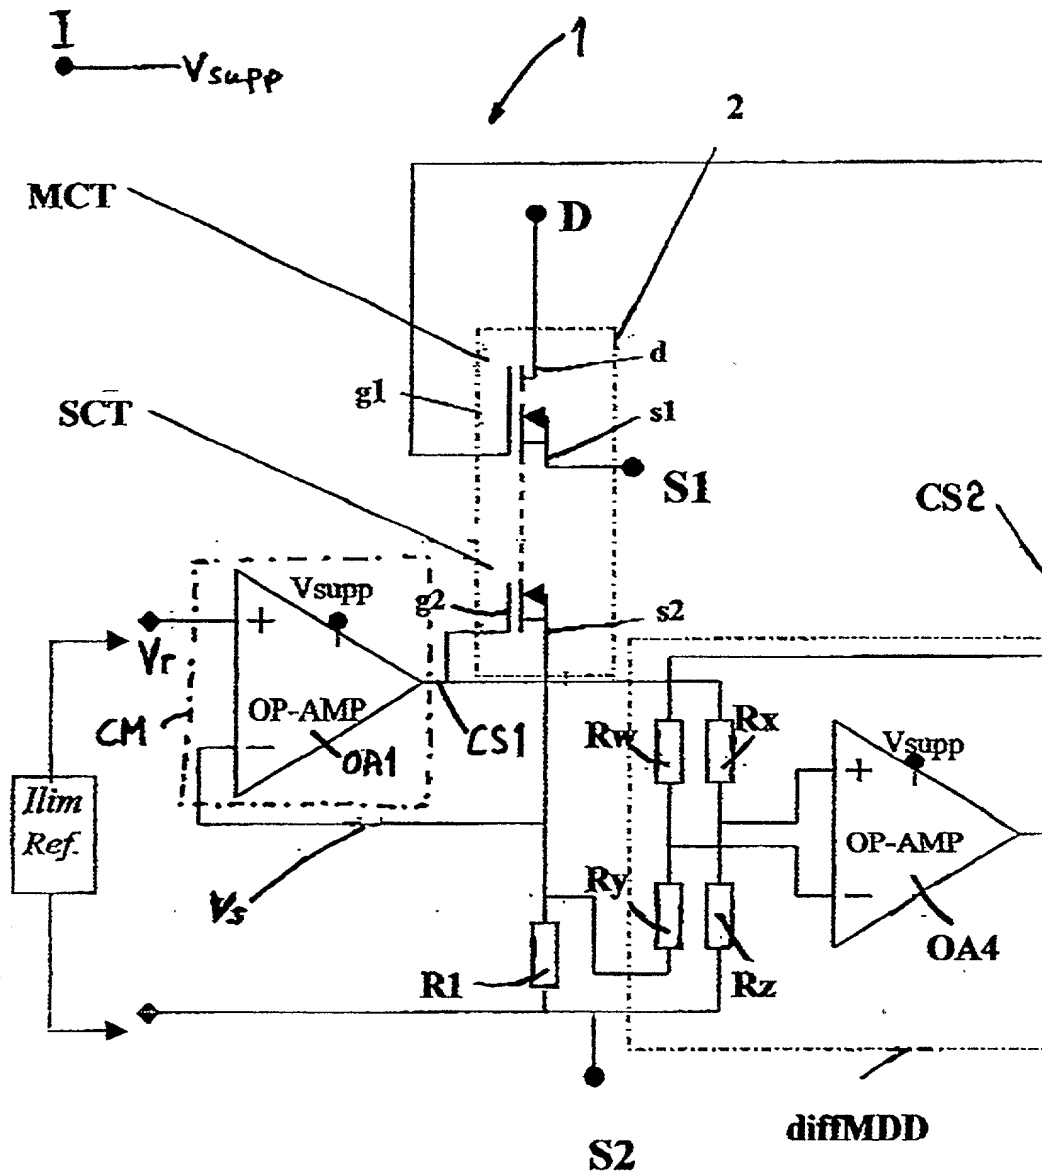 I
Vsupp
1
2
MCT
D
d
g1
SCT
s1
S1
CS2
Vsupp
g2
s2
+
Vr
OP-AMP
CM
OA1
CS1
Rw
Rx
Vsupp
−
+
Ilim
Ref.
OP-AMP
Vs
Ry
−
OA4
R1
Rz
diffMDD
S2